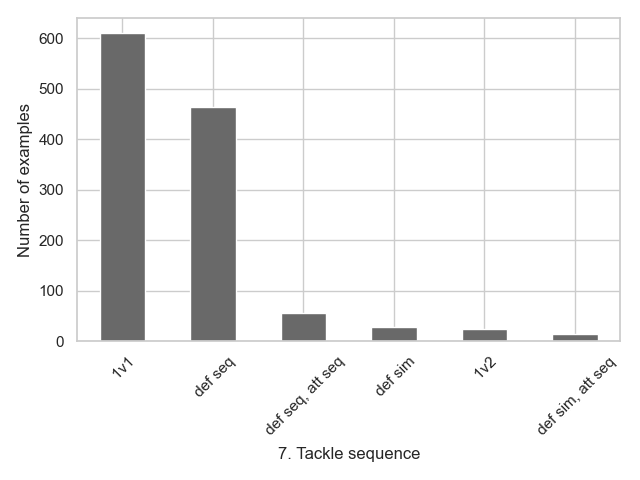 Number of examples
600
500
400
300
200
100
0
1v1
def seq
def seq, att seq
def sim
1v2
def sim, att seq
7. Tackle sequence